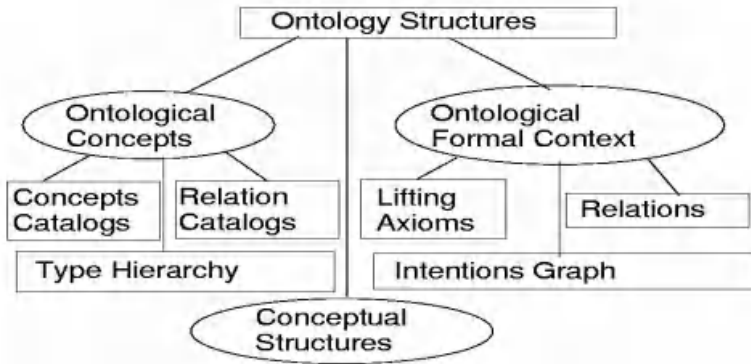 Ontology Structures
Ontological
Concepts
Ontological
Formal Context
Concepts
Catalogs
Relation
Catalogs
Lifting
Axioms
Relations
Type Hierarchy
Intentions Graph
Conceptual
Structures